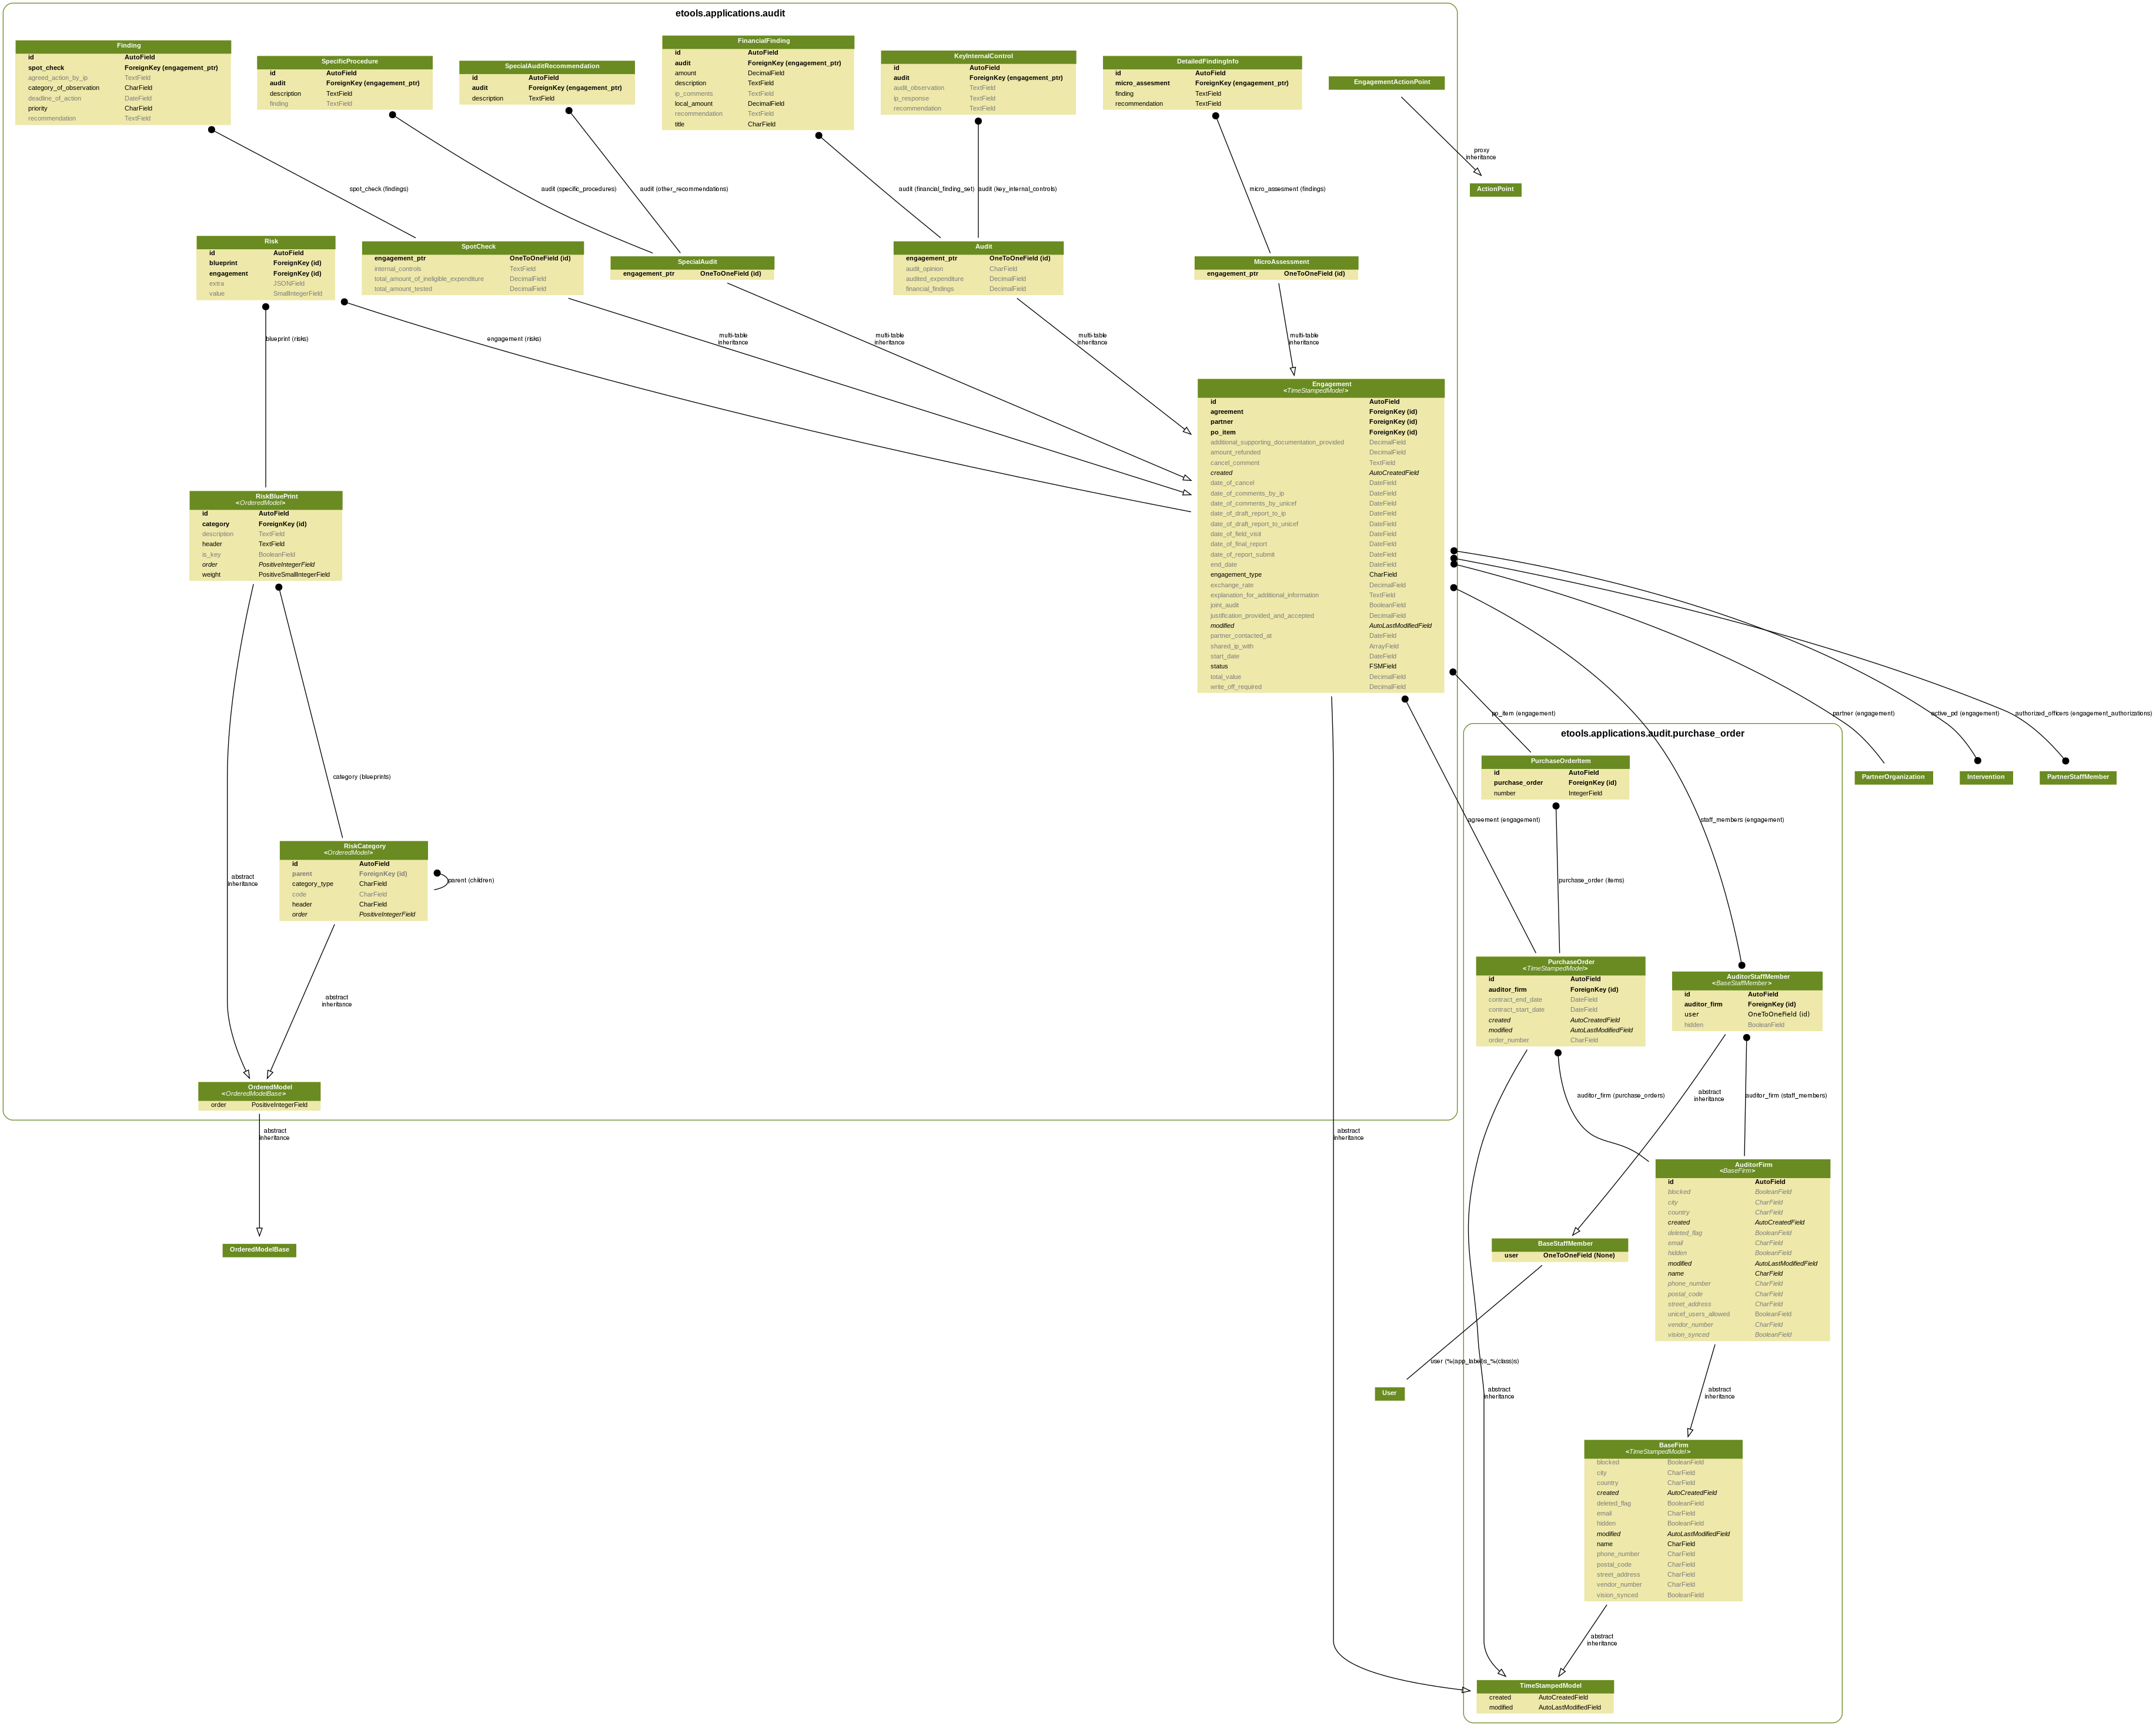 etools.applications.audit
Finding
id AutoField
spot_check ForeignKey (engagement_ptr)
agreed_action_by_ip TextField
category_of_observation CharField
deadline_of_action DateField
priority CharField
recommendation TextField
SpecificProcedure
id AutoField
audit ForeignKey (engagement_ptr)
description TextField
finding TextField
SpecialAuditRecommendation
id AutoField
audit ForeignKey (engagement_ptr)
description TextField
FinancialFinding
id AutoField
audit ForeignKey (engagement_ptr)
amount DecimalField
description TextField
ip_comments TextField
local_amount DecimalField
recommendation TextField
title CharField
KeyInternalControl
id AutoField
audit ForeignKey (engagement_ptr)
audit_observation TextField
ip_response TextField
recommendation TextField
DetailedFindingInfo
id AutoField
micro_assesment ForeignKey (engagement_ptr)
finding TextField
recommendation TextField
EngagementActionPoint
proxy
inheritance
ActionPoint
spot_check (findings)
audit (specific_procedures)
audit (other_recommendations)
audit (financial_finding_set)
audit (key_internal_controls)
micro_assesment (findings)
Risk
id AutoField
blueprint ForeignKey (id)
engagement ForeignKey (id)
extra JSONField
value SmallIntegerField
SpotCheck
engagement_ptr OneToOneField (id)
internal_controls TextField
total_amount_of_ineligible_expenditure DecimalField
total_amount_tested DecimalField
SpecialAudit
engagement_ptr OneToOneField (id)
Audit
engagement_ptr OneToOneField (id)
audit_opinion CharField
audited_expenditure DecimalField
financial_findings DecimalField
MicroAssessment
engagement_ptr OneToOneField (id)
blueprint (risks)
engagement (risks)
multi-table
inheritance
multi-table
inheritance
multi-table
inheritance
multi-table
inheritance
Engagement
<TimeStampedModel>
id AutoField
agreement ForeignKey (id)
partner ForeignKey (id)
po_item ForeignKey (id)
additional_supporting_documentation_provided DecimalField
amount_refunded DecimalField
cancel_comment TextField
created AutoCreatedField
date_of_cancel DateField
date_of_comments_by_ip DateField
date_of_comments_by_unicef DateField
date_of_draft_report_to_ip DateField
date_of_draft_report_to_unicef DateField
date_of_field_visit DateField
date_of_final_report DateField
date_of_report_submit DateField
end_date DateField
engagement_type CharField
exchange_rate DecimalField
explanation_for_additional_information TextField
joint_audit BooleanField
justification_provided_and_accepted DecimalField
modified AutoLastModifiedField
partner_contacted_at DateField
shared_ip_with ArrayField
start_date DateField
status FSMField
total_value DecimalField
write_off_required DecimalField
RiskBluePrint
<OrderedModel>
id AutoField
category ForeignKey (id)
description TextField
header TextField
is_key BooleanField
order PositiveIntegerField
weight PositiveSmallIntegerField
po_item (engagement)
partner (engagement)
active_pd (engagement)
authorized_officers (engagement_authorizations)
etools.applications.audit.purchase_order
PurchaseOrderItem
id AutoField
purchase_order ForeignKey (id)
number IntegerField
PartnerOrganization
Intervention
PartnerStaffMember
category (blueprints)
agreement (engagement)
staff_members (engagement)
RiskCategory
<OrderedModel>
id AutoField
parent ForeignKey (id)
category_type CharField
code CharField
header CharField
order PositiveIntegerField
parent (children)
abstract
inheritance
purchase_order (items)
abstract
inheritance
PurchaseOrder
<TimeStampedModel>
id AutoField
auditor_firm ForeignKey (id)
contract_end_date DateField
contract_start_date DateField
created AutoCreatedField
modified AutoLastModifiedField
order_number CharField
AuditorStaffMember
<BaseStaffMember>
id AutoField
auditor_firm ForeignKey (id)
user OneToOneField (id)
hidden BooleanField
OrderedModel
<OrderedModelBase>
order PositiveIntegerField
auditor_firm (purchase_orders)
abstract
inheritance
auditor_firm (staff_members)
abstract
inheritance
abstract
inheritance
AuditorFirm
<BaseFirm>
id AutoField
blocked BooleanField
city CharField
country CharField
created AutoCreatedField
deleted_flag BooleanField
email CharField
hidden BooleanField
modified AutoLastModifiedField
name CharField
phone_number CharField
postal_code CharField
street_address CharField
unicef_users_allowed BooleanField
vendor_number CharField
vision_synced BooleanField
OrderedModelBase
BaseStaffMember
user OneToOneField (None)
user (%(app_label)s_%(class)s)
User
abstract
inheritance
abstract
inheritance
BaseFirm
<TimeStampedModel>
blocked BooleanField
city CharField
country CharField
created AutoCreatedField
deleted_flag BooleanField
email CharField
hidden BooleanField
modified AutoLastModifiedField
name CharField
phone_number CharField
postal_code CharField
street_address CharField
vendor_number CharField
vision_synced BooleanField
abstract
inheritance
TimeStampedModel
created AutoCreatedField
modified AutoLastModifiedField